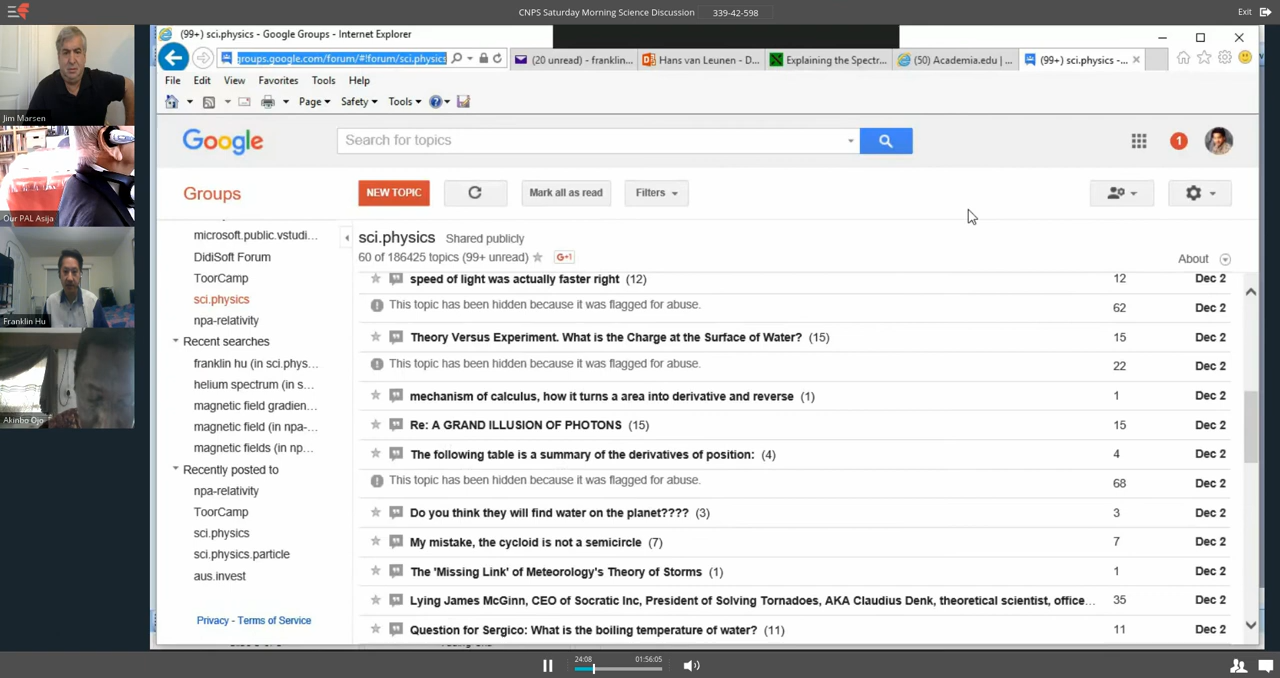 CNPS Saturday Morning Science Discussion 339-42-598
Exit
Jim Marsen
Our PAL Asija
Franklin Hu
Akinbo Ojo
(99+) sci.physics - Google Groups - Internet Explorer
groups.google.com/forum/#!forum/sci.physics
(20 unread) - franklin...
Hans van Leunen - D...
Explaining the Spectr...
(50) Academia.edu | ...
(99+) sci.physics - ...
File Edit View Favorites Tools Help
Page Safety Tools
Google
Search for topics
1
Groups
NEW TOPIC
Mark all as read
Filters
microsoft.public.vstudi...
DidiSoft Forum
ToorCamp
sci.physics
npa-relativity
Recent searches
franklin hu (in sci.phys...
helium spectrum (in s...
magnetic field gradien...
magnetic field (in npa-...
magnetic fields (in np...
Recently posted to
npa-relativity
ToorCamp
sci.physics
sci.physics.particle
aus.invest
Privacy - Terms of Service
sci.physics Shared publicly
60 of 186425 topics (99+ unread) G+1
About
speed of light was actually faster right (12) 12 Dec 2
This topic has been hidden because it was flagged for abuse. 62 Dec 2
Theory Versus Experiment. What is the Charge at the Surface of Water? (15) 15 Dec 2
This topic has been hidden because it was flagged for abuse. 22 Dec 2
mechanism of calculus, how it turns a area into derivative and reverse (1) 1 Dec 2
Re: A GRAND ILLUSION OF PHOTONS (15) 15 Dec 2
The following table is a summary of the derivatives of position: (4) 4 Dec 2
This topic has been hidden because it was flagged for abuse. 68 Dec 2
Do you think they will find water on the planet???? (3) 3 Dec 2
My mistake, the cycloid is not a semicircle (7) 7 Dec 2
The 'Missing Link' of Meteorology's Theory of Storms (1) 1 Dec 2
Lying James McGinn, CEO of Socratic Inc, President of Solving Tornadoes, AKA Claudius Denk, theoretical scientist, office... 35 Dec 2
Question for Sergico: What is the boiling temperature of water? (11) 11 Dec 2
24:08 01:56:05